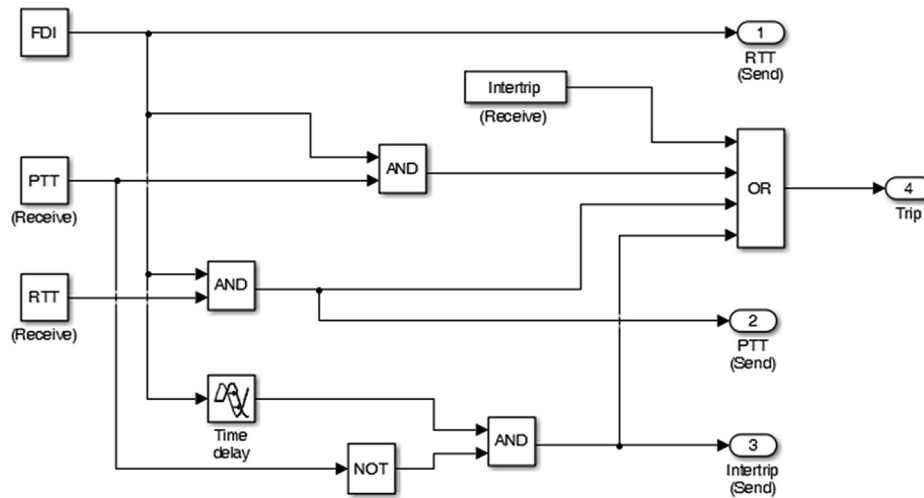 FDI
1
RTT
(Send)
Intertrip
(Receive)
PTT
(Receive)
AND
OR
4
Trip
RTT
(Receive)
AND
2
PTT
(Send)
Time
delay
NOT
AND
3
Intertrip
(Send)